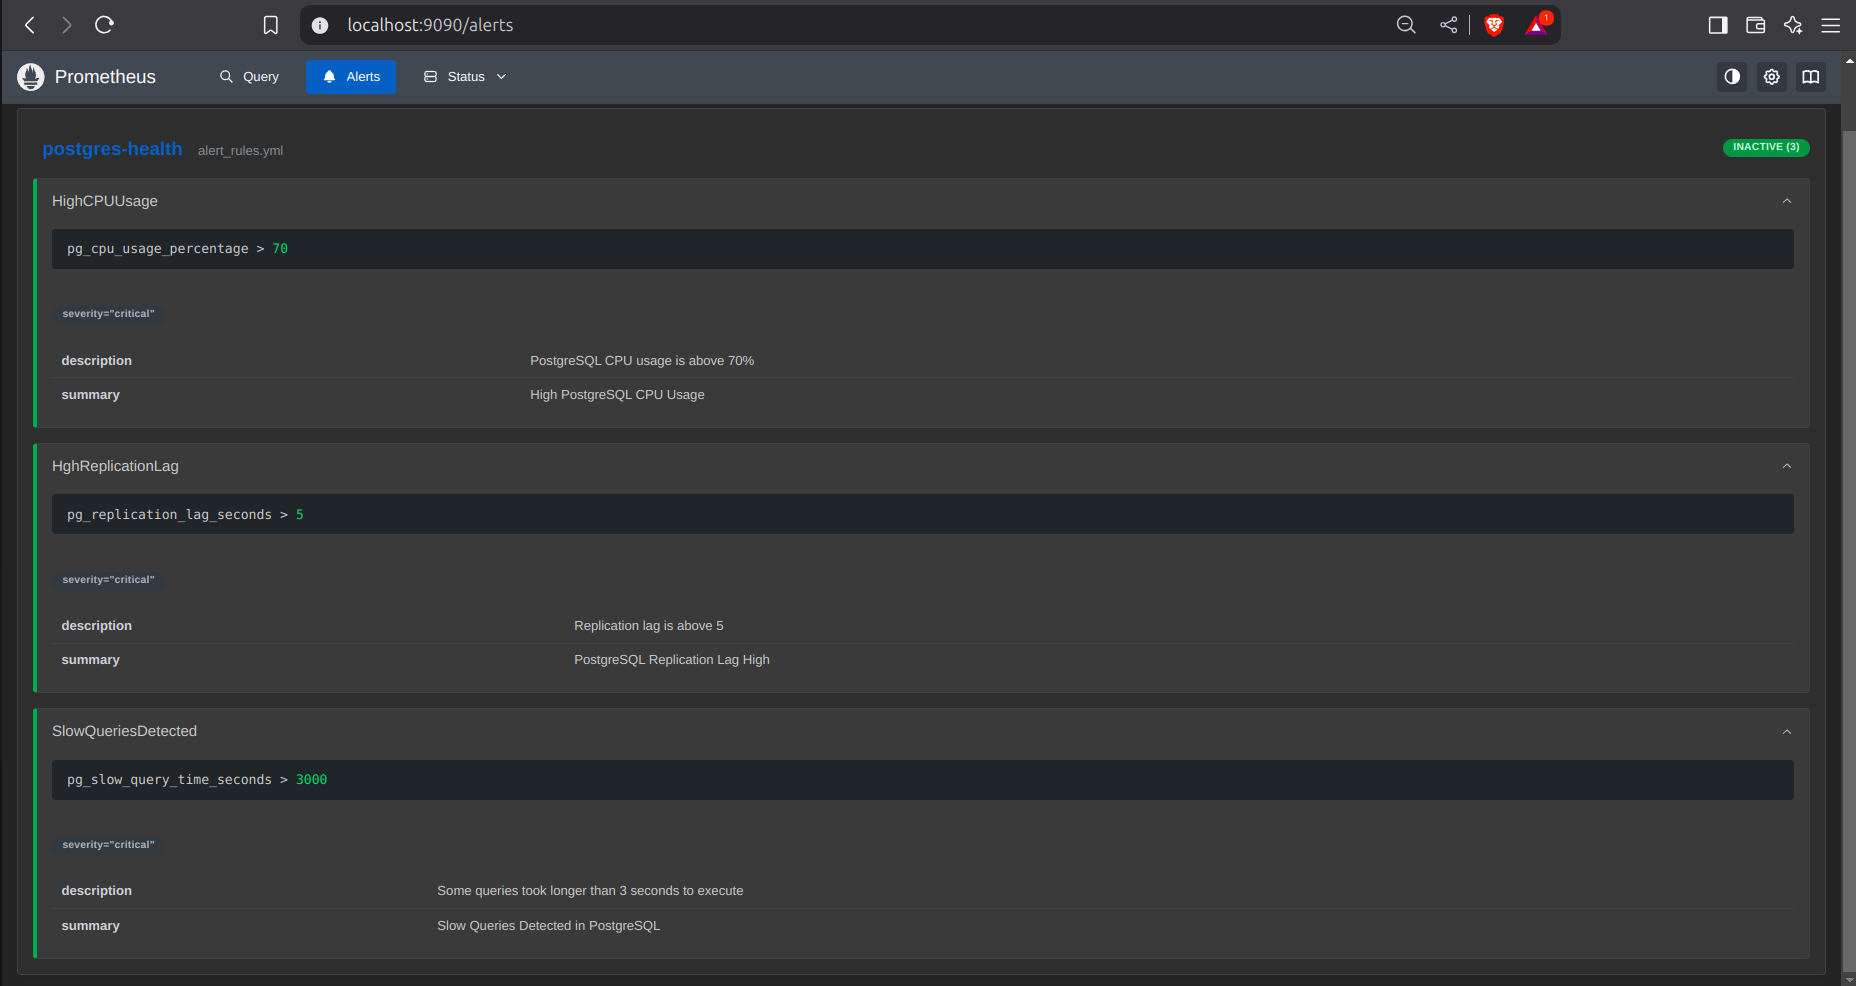 localhost:9090/alerts
1
Prometheus
Query
Alerts
Status
postgres-health alert_rules.yml
INACTIVE (3)
HighCPUUsage
pg_cpu_usage_percentage > 70
severity="critical"
description PostgreSQL CPU usage is above 70%
summary High PostgreSQL CPU Usage
HghReplicationLag
pg_replication_lag_seconds > 5
severity="critical"
description Replication lag is above 5
summary PostgreSQL Replication Lag High
SlowQueriesDetected
pg_slow_query_time_seconds > 3000
severity="critical"
description Some queries took longer than 3 seconds to execute
summary Slow Queries Detected in PostgreSQL